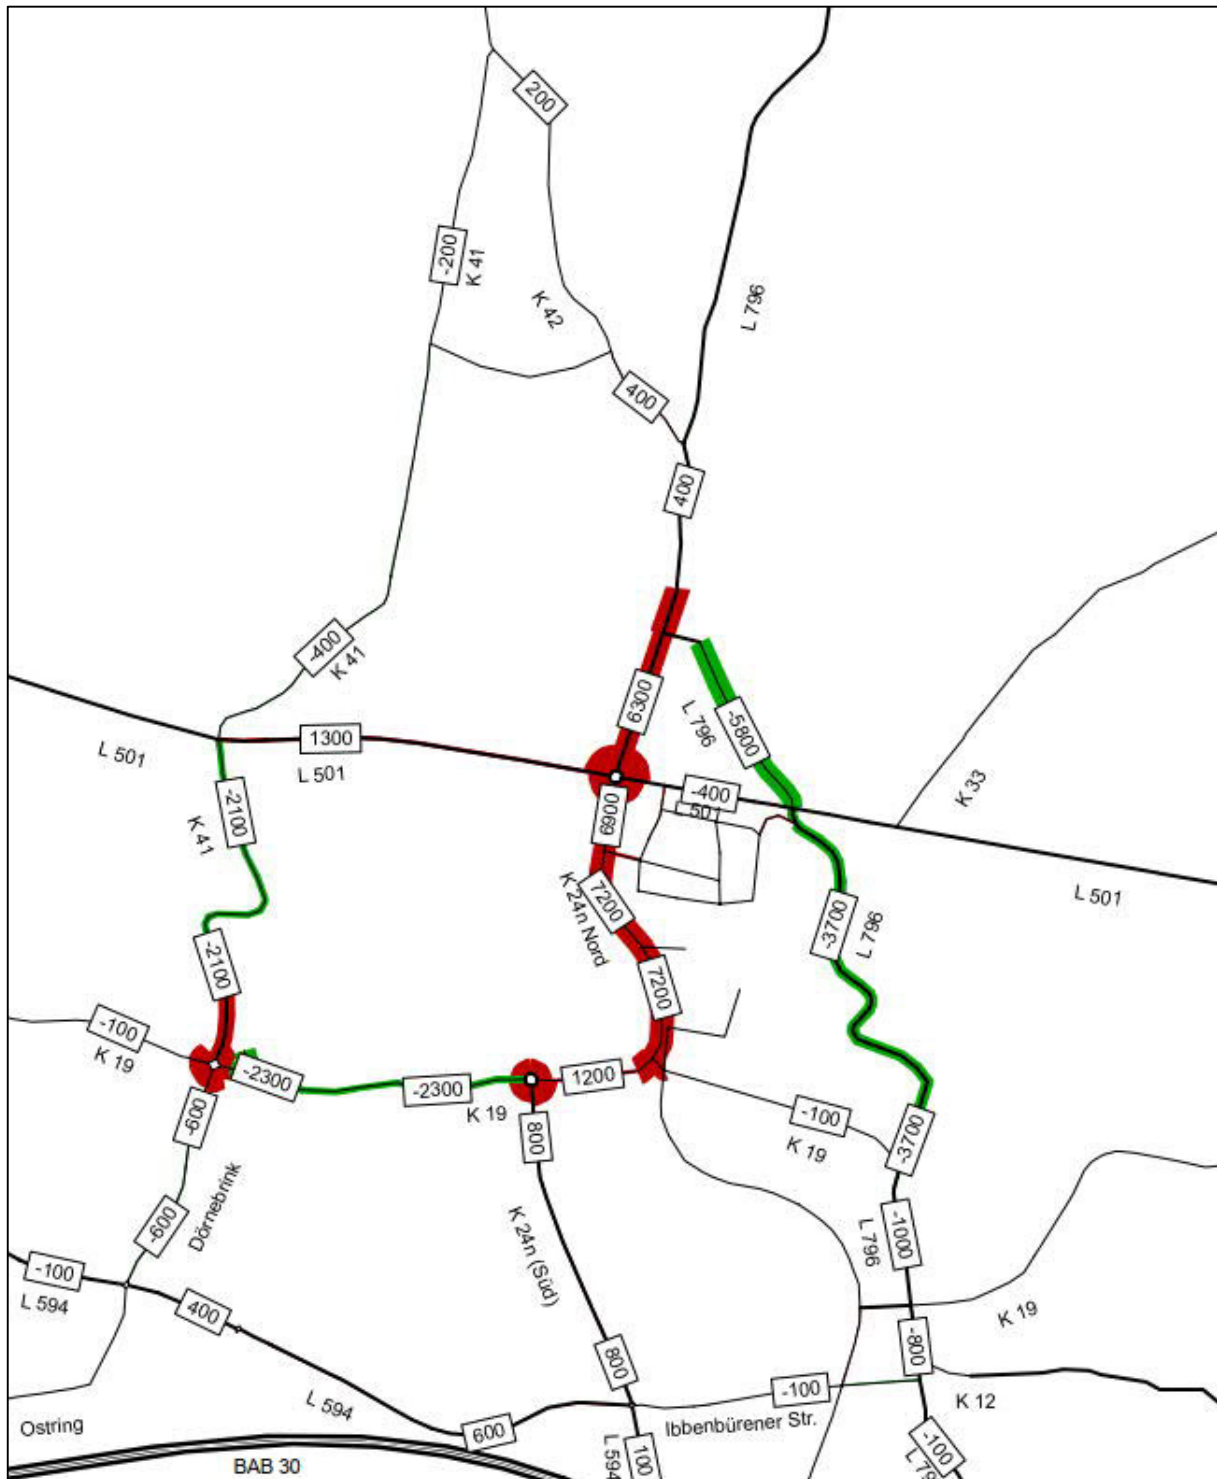 200
-200
K 41
K 42
L 796
400
400
-400
K 41
6300
L 796
-5800
L 501
1300
L 501
-400
L 501
K 33
-2100
K 41
6900
L 501
7200
K 24n Nord
-3700
L 796
-2100
7200
-100
K 19
-2300
-2300
K 19
1200
-100
K 19
-600
800
-3700
Dörnebrink
-600
K 24n (Süd)
-1000
L 796
-100
L 594
400
K 19
-800
800
L 594
-100
K 12
Ostring
600
Ibbenbürener Str.
L 594
100
-100
BAB 30